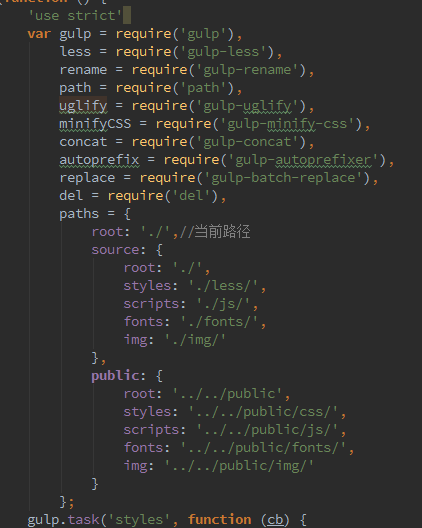 (function () {
'use strict'
var gulp = require('gulp'),
less = require('gulp-less'),
rename = require('gulp-rename'),
path = require('path'),
uglify = require('gulp-uglify'),
minifyCSS = require('gulp-minify-css'),
concat = require('gulp-concat'),
autoprefix = require('gulp-autoprefixer'),
replace = require('gulp-batch-replace'),
del = require('del'),
paths = {
root: './',//当前路径
source: {
root: './',
styles: './less/',
scripts: './js/',
fonts: './fonts/',
img: './img/'
},
public: {
root: '../../public',
styles: '../../public/css/',
scripts: '../../public/js/',
fonts: '../../public/fonts/',
img: '../../public/img/'
}
};
gulp.task('styles', function (cb) {